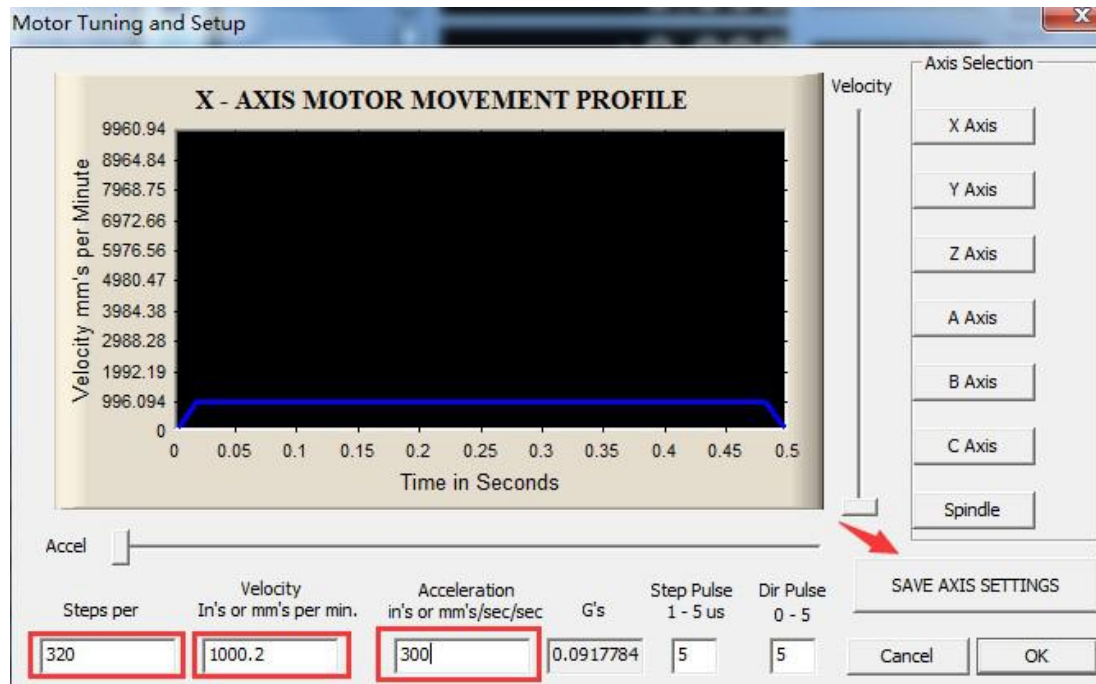 Motor Tuning and Setup
x
Axis Selection
X - AXIS MOTOR MOVEMENT PROFILE
Velocity
Velocity mm's per Minute
9960.94
8964.84
7968.75
6972.66
5976.56
4980.47
3984.38
2988.28
1992.19
996.094
0
0 0.05 0.1 0.15 0.2 0.25 0.3 0.35 0.4 0.45 0.5
Time in Seconds
X Axis
Y Axis
Z Axis
A Axis
B Axis
C Axis
Spindle
Accel
SAVE AXIS SETTINGS
Steps per
Velocity
In's or mm's per min.
Acceleration
in's or mm's/sec/sec
G's
Step Pulse
1 - 5 us
Dir Pulse
0 - 5
320 1000.2 300 0.0917784 5 5
Cancel OK